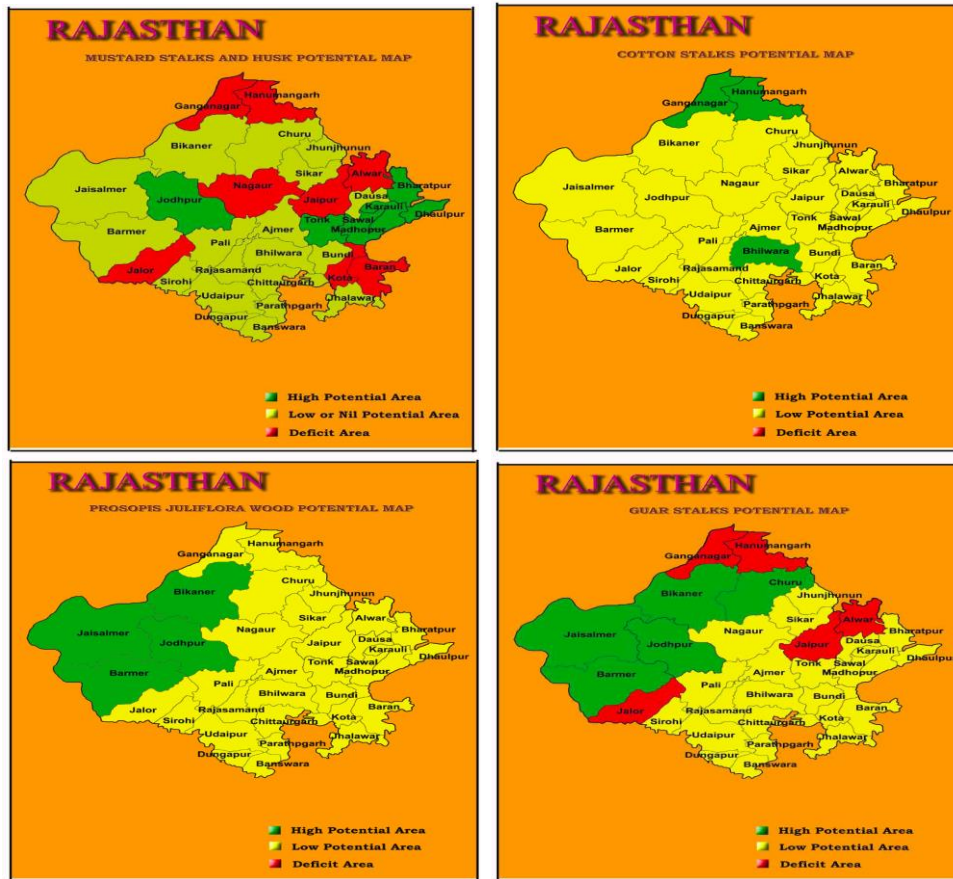 RAJASTHAN
MUSTARD STALKS AND HUSK POTENTIAL MAP
Hanumangarh
Ganganagar
Churu
Bikaner
Jhunjhunun
Sikar
Alwar
Jaisalmer
Nagaur
Bharatpur
Jodhpur
Jaipur
Dausa
Karauli
Dhaulpur
Tonk
Sawal
Madhopur
Barmer
Ajmer
Pali
Bhilwara
Bundi
Baran
Jalor
Rajasamand
Kota
Sirohi
Chittaurgarh
Udaipur
Jhalawar
Parathpgarh
Dungapur
Banswara
High Potential Area
Low or Nil Potential Area
Deficit Area
RAJASTHAN
COTTON STALKS POTENTIAL MAP
Hanumangarh
Ganganagar
Churu
Bikaner
Jhunjhunun
Sikar
Alwar
Jaisalmer
Nagaur
Bharatpur
Jodhpur
Jaipur
Dausa
Karauli
Dhaulpur
Tonk
Sawal
Madhopur
Barmer
Ajmer
Pali
Bhilwara
Bundi
Baran
Jalor
Rajasamand
Kota
Sirohi
Chittaurgarh
Udaipur
Jhalawar
Parathpgarh
Dungapur
Banswara
High Potential Area
Low Potential Area
Deficit Area
RAJASTHAN
PROSOPIS JULIFLORA WOOD POTENTIAL MAP
Hanumangarh
Ganganagar
Churu
Bikaner
Jhunjhunun
Sikar
Alwar
Jaisalmer
Nagaur
Bharatpur
Jodhpur
Jaipur
Dausa
Karauli
Dhaulpur
Tonk
Sawal
Madhopur
Barmer
Ajmer
Pali
Bhilwara
Bundi
Baran
Jalor
Rajasamand
Kota
Sirohi
Chittaurgarh
Udaipur
Jhalawar
Parathpgarh
Dungapur
Banswara
High Potential Area
Low Potential Area
Deficit Area
RAJASTHAN
GUAR STALKS POTENTIAL MAP
Hanumangarh
Ganganagar
Churu
Bikaner
Jhunjhunun
Sikar
Alwar
Jaisalmer
Nagaur
Bharatpur
Jodhpur
Jaipur
Dausa
Karauli
Dhaulpur
Tonk
Sawal
Madhopur
Barmer
Ajmer
Pali
Bhilwara
Bundi
Baran
Jalor
Rajasamand
Kota
Sirohi
Chittaurgarh
Udaipur
Jhalawar
Parathpgarh
Dungapur
Banswara
High Potential Area
Low Potential Area
Deficit Area